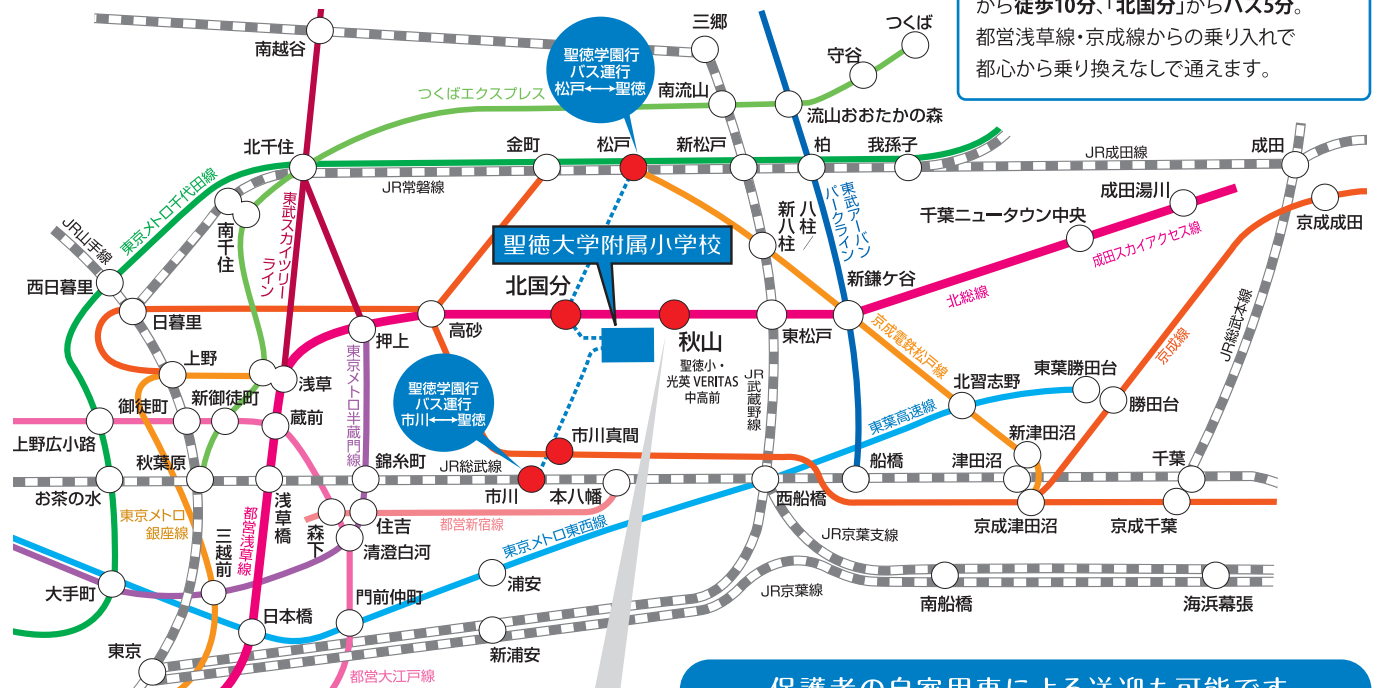 から徒歩10分、「北国分」からバス5分。
都営浅草線・京成線からの乗り入れで
都心から乗り換えなしで通えます。
南越谷
三郷
つくば
守谷
聖徳学園行
バス運行
松戸⟷聖徳
つくばエクスプレス
南流山
流山おおたかの森
北千住
金町
松戸
新松戸
柏
我孫子
JR成田線
成田
JR常磐線
東京メトロ千代田線
JR山手線
南千住
東武スカイツリー
ライン
八柱
新八柱
東武アーバン
パークライン
成田湯川
千葉ニュータウン中央
京成成田
成田スカイアクセス線
聖徳大学附属小学校
西日暮里
日暮里
北国分
新鎌ケ谷
北総線
高砂
押上
秋山
聖徳小・
光英 VERITAS
中高前
東松戸
京成電鉄松戸線
京成線
JR総武本線
上野
浅草
東京メトロ半蔵門線
聖徳学園行
バス運行
市川⟷聖徳
JR武蔵野線
北習志野
東葉勝田台
勝田台
御徒町
新御徒町
蔵前
東葉高速線
上野広小路
市川真間
新津田沼
秋葉原
錦糸町
JR総武線
船橋
津田沼
千葉
お茶の水
浅草橋
市川
本八幡
西船橋
京成津田沼
京成千葉
東京メトロ
銀座線
三越前
都営浅草線
森下
住吉
都営新宿線
清澄白河
東京メトロ東西線
JR京葉支線
大手町
門前仲町
浦安
JR京葉線
南船橋
海浜幕張
日本橋
東京
新浦安
都営大江戸線
保護者の自家用車による送迎も可能です